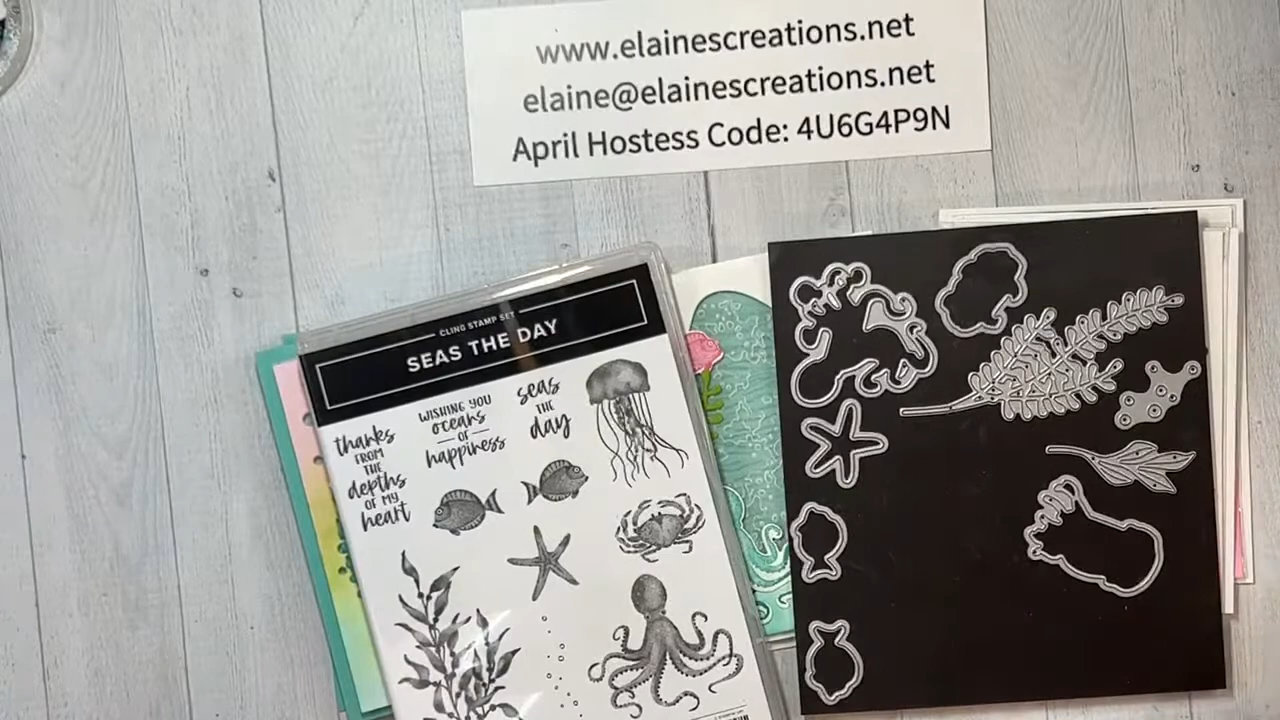 www.elainescreations.net
elaine@elainescreations.net
April Hostess Code: 4U6G4P9N
CLING STAMP SET
SEAS THE DAY
thanks
FROM
THE
depths
OF MY
heart
WISHING YOU
oceans
OF
happiness
seas
THE
day